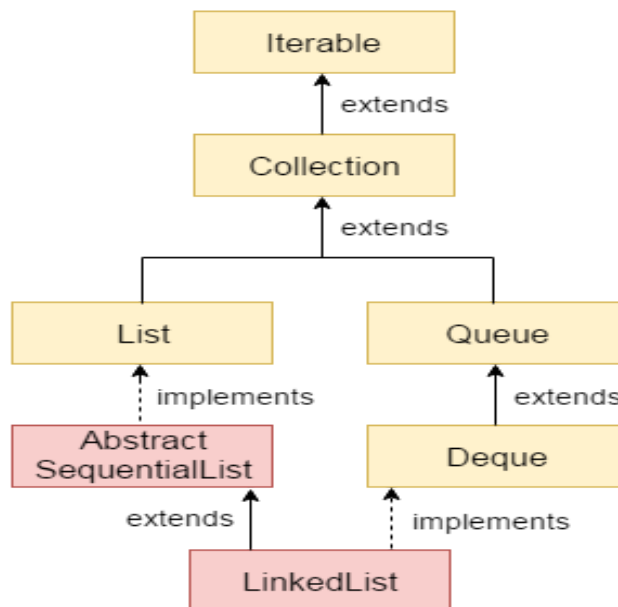 Iterable
extends
Collection
extends
List
Queue
implements
extends
Abstract
SequentialList
Deque
extends
implements
LinkedList